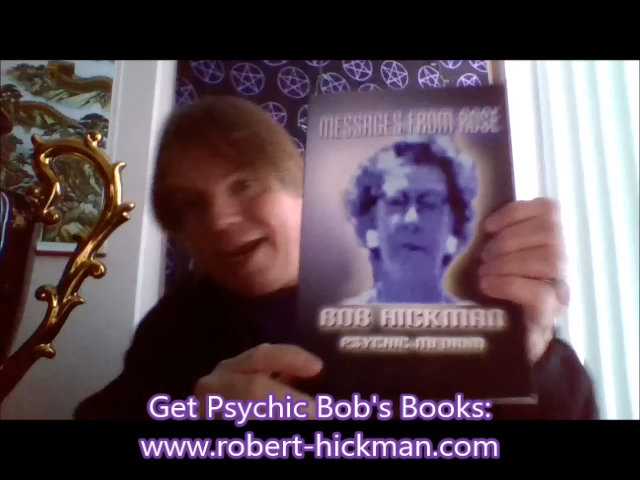 MESSAGES FROM ROSE
BOB HICKMAN
PSYCHIC-MEDIUM
Get Psychic Bob's Books:
www.robert-hickman.com